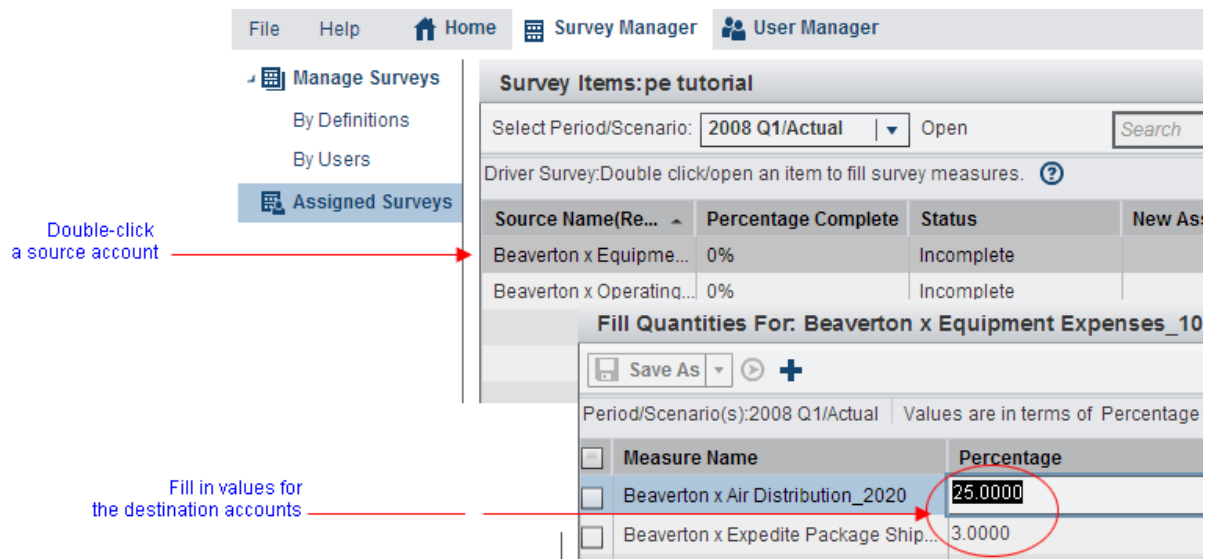 File Help Home Survey Manager User Manager
Manage Surveys
By Definitions
By Users
Assigned Surveys
Survey Items:pe tutorial
Select Period/Scenario: 2008 Q1/Actual Open Search
Driver Survey:Double click/open an item to fill survey measures. ?
Source Name(Re... Percentage Complete Status New Ass
Beaverton x Equipme... 0% Incomplete
Beaverton x Operating... 0% Incomplete
Double-click
a source account
Fill Quantities For: Beaverton x Equipment Expenses_10
Save As
Period/Scenario(s):2008 Q1/Actual Values are in terms of Percentage
Measure Name Percentage
Beaverton x Air Distribution_2020 25.0000
Beaverton x Expedite Package Ship... 3.0000
Fill in values for
the destination accounts